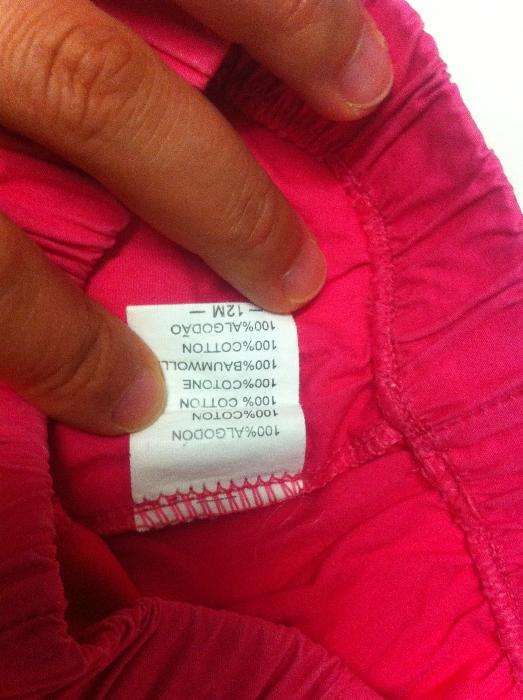 100%ALGODÓN
100%COTON
100% COTTON
100%COTONE
100%BAUMWOLL
100%COTTON
100%ALGODÃO
— 12M —